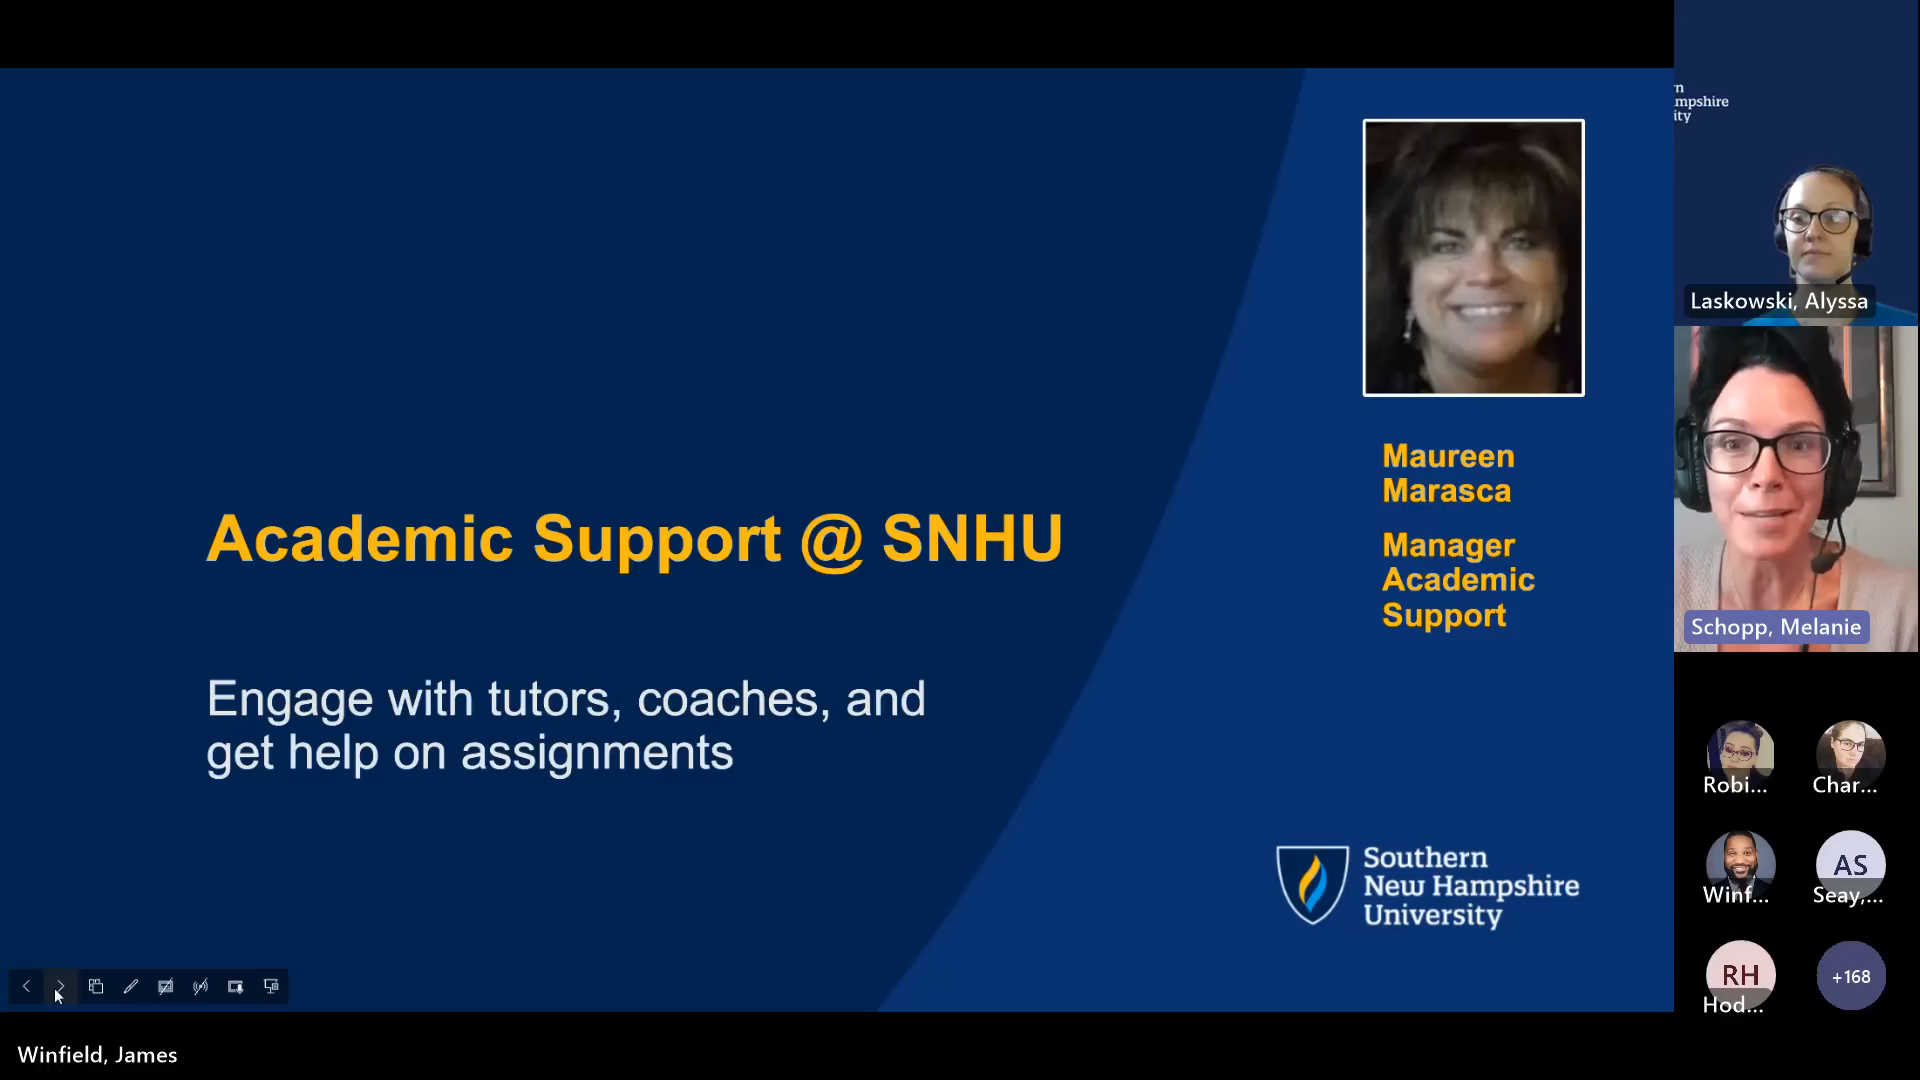 Academic Support @ SNHU
Engage with tutors, coaches, and
get help on assignments
Maureen
Marasca
Manager
Academic
Support
Southern
New Hampshire
University
n
mpshire
ity
Laskowski, Alyssa
Schopp, Melanie
Robi...
Char...
Winf...
AS
Seay,...
RH
Hod...
+168
Winfield, James